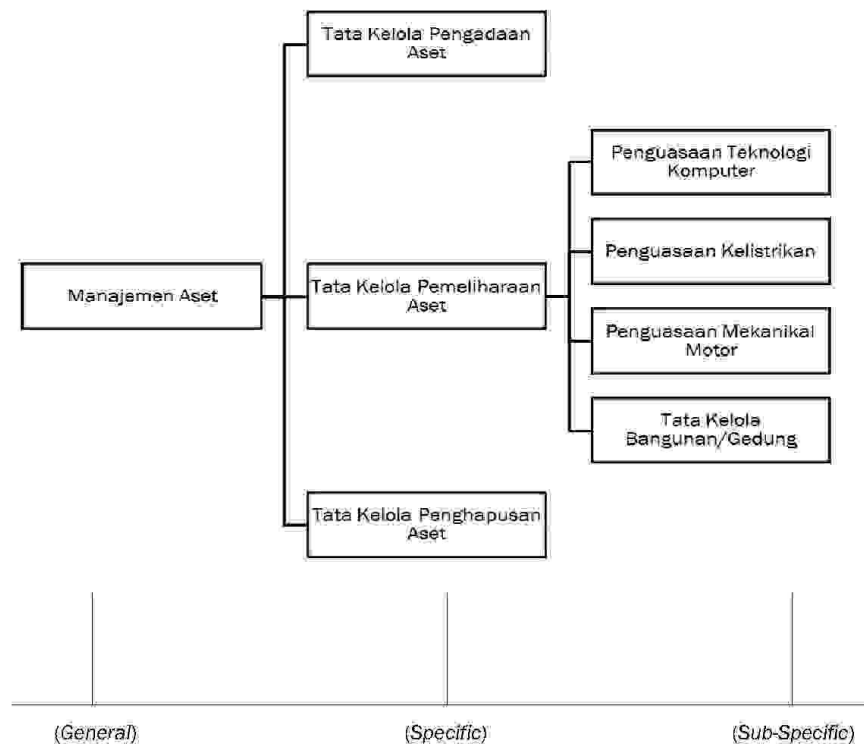 Tata Kelola Pengadaan
Aset
Penguasaan Teknologi
Komputer
Penguasaan Kelistrikan
Manajemen Aset
Tata Kelola Pemeliharaan
Aset
Penguasaan Mekanikal
Motor
Tata Kelola
Bangunan/Gedung
Tata Kelola Penghapusan
Aset
(General)
(Specific)
(Sub-Specific)